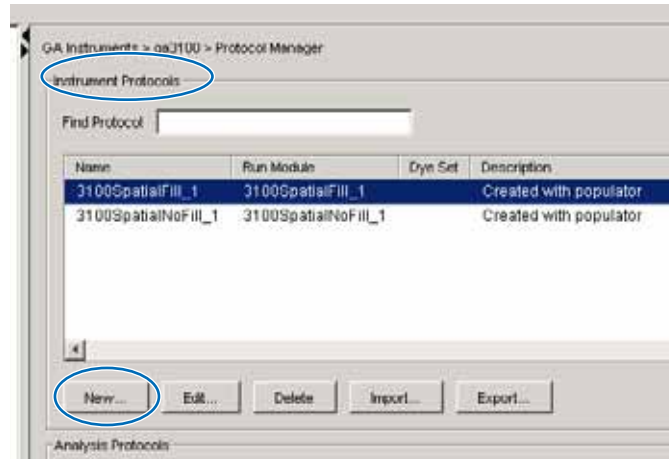 GA Instruments > ga3100 > Protocol Manager
Instrument Protocols
Find Protocol
Name Run Module Dye Set Description
3100SpatialFill_1 3100SpatialFill_1 Created with populator
3100SpatialNoFill_1 3100SpatialNoFill_1 Created with populator
New... Edit... Delete Import... Export...
Analysis Protocols